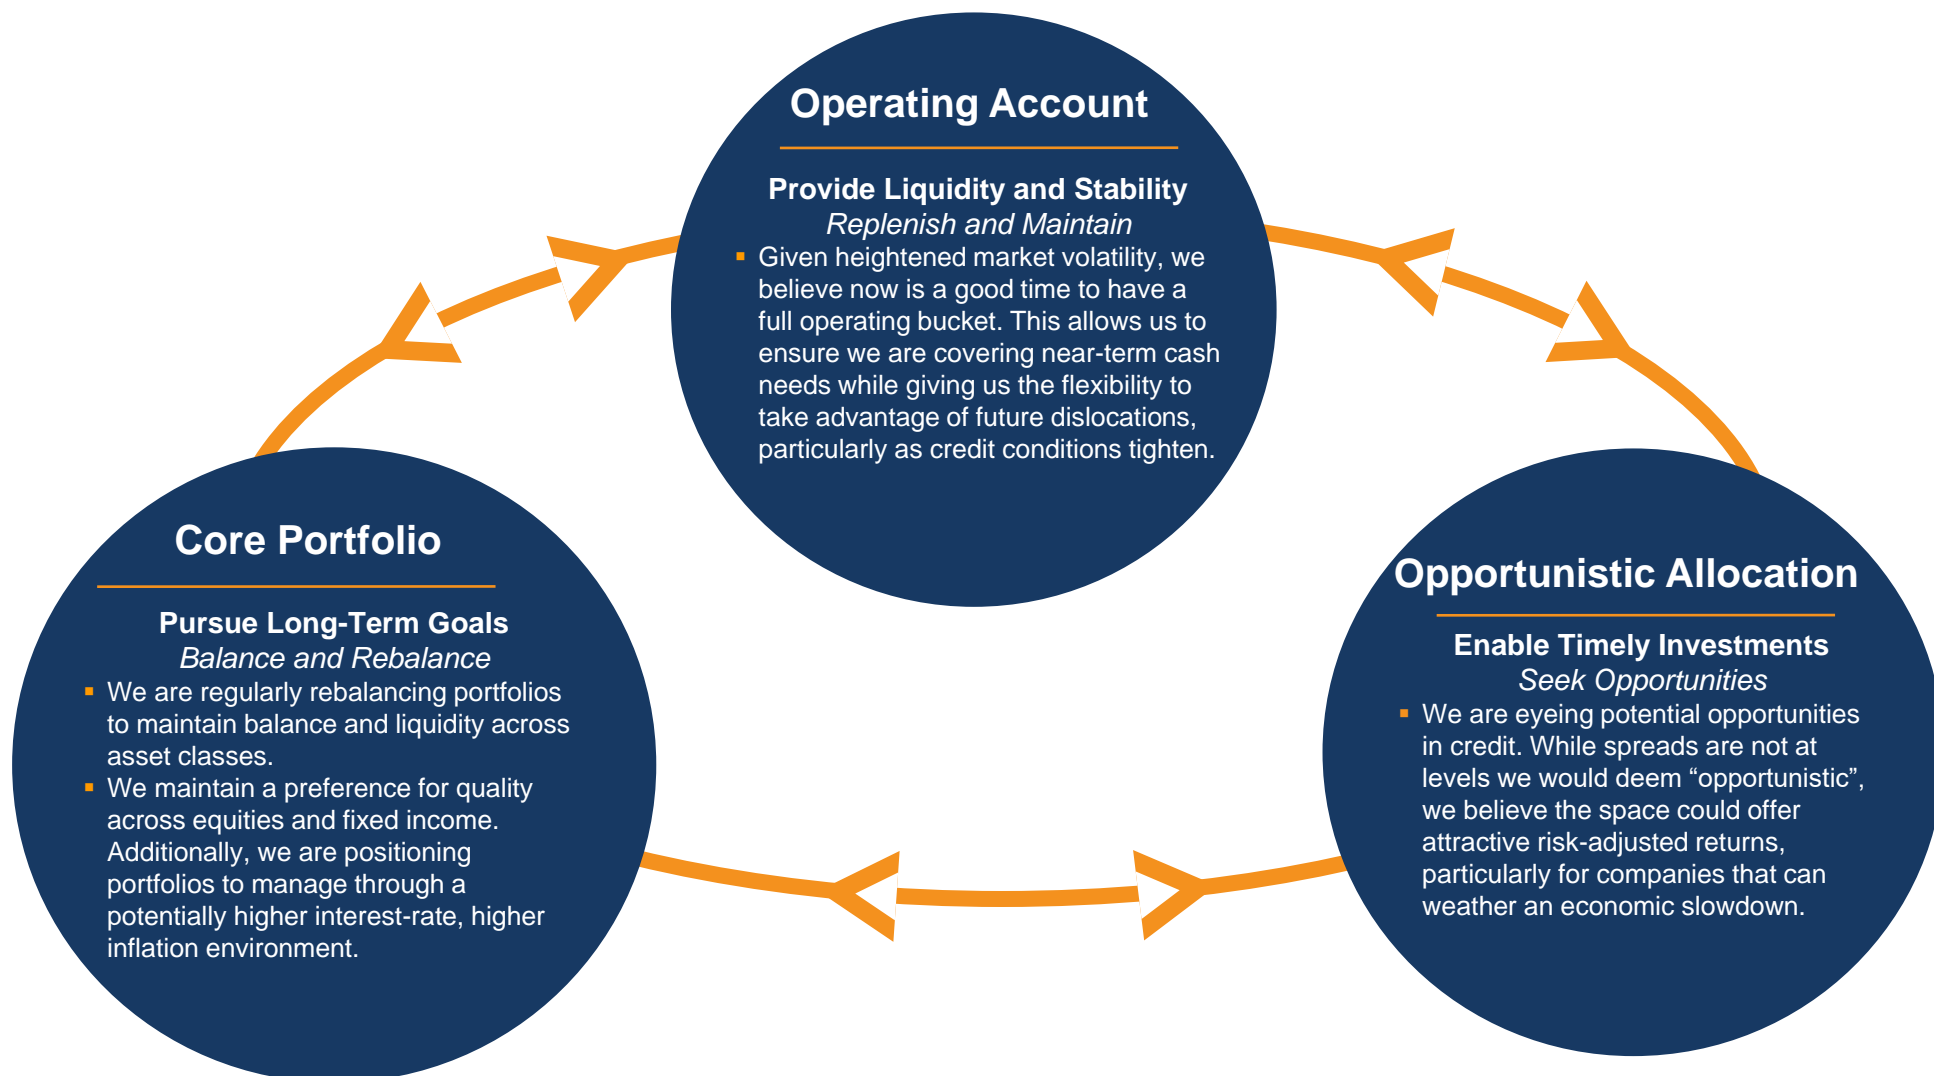 Operating Account
Provide Liquidity and Stability
Replenish and Maintain
▪ Given heightened market volatility, we
believe now is a good time to have a
full operating bucket. This allows us to
ensure we are covering near-term cash
needs while giving us the flexibility to
take advantage of future dislocations,
particularly as credit conditions tighten.
Core Portfolio
Pursue Long-Term Goals
Balance and Rebalance
▪ We are regularly rebalancing portfolios
to maintain balance and liquidity across
asset classes.
▪ We maintain a preference for quality
across equities and fixed income.
Additionally, we are positioning
portfolios to manage through a
potentially higher interest-rate, higher
inflation environment.
Opportunistic Allocation
Enable Timely Investments
Seek Opportunities
▪ We are eyeing potential opportunities
in credit. While spreads are not at
levels we would deem “opportunistic”,
we believe the space could offer
attractive risk-adjusted returns,
particularly for companies that can
weather an economic slowdown.